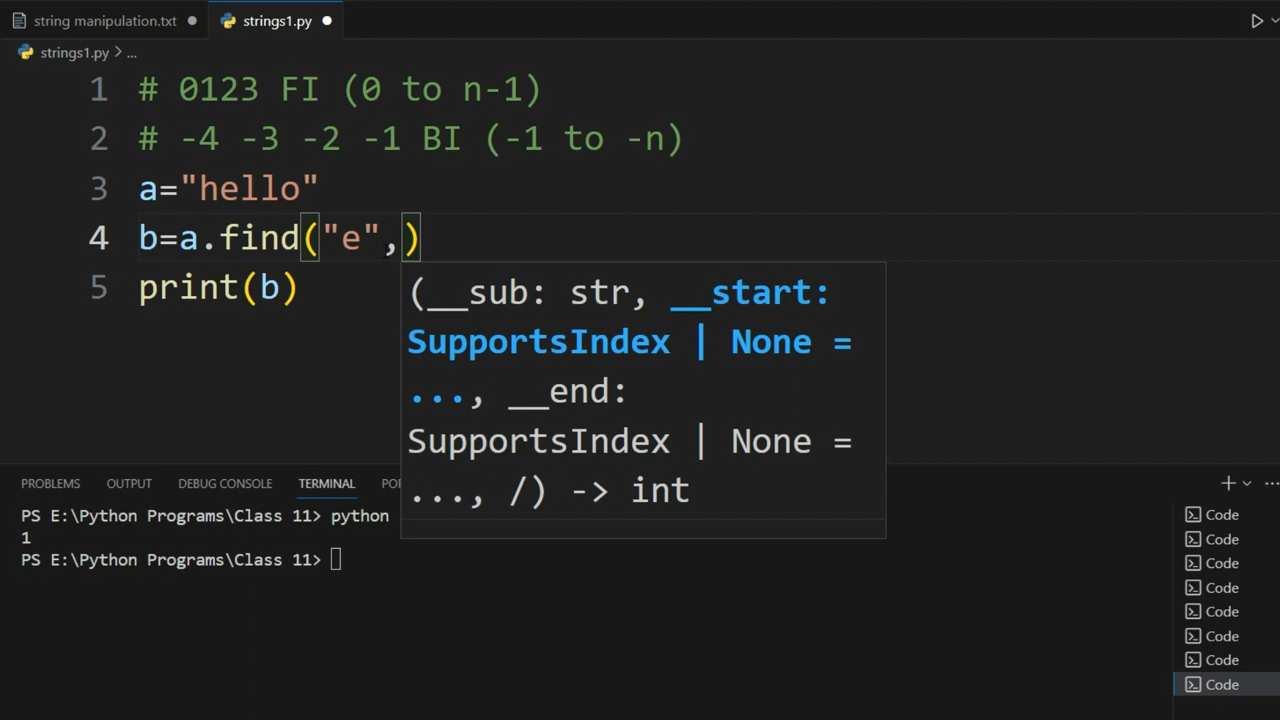 string manipulation.txt strings1.py
strings1.py > ...
1 # 0123 FI (0 to n-1)
2 # -4 -3 -2 -1 BI (-1 to -n)
3 a="hello"
4 b=a.find("e",)
5 print(b)
(__sub: str, __start:
SupportsIndex | None =
..., __end:
SupportsIndex | None =
..., /) -> int
PROBLEMS OUTPUT DEBUG CONSOLE TERMINAL
PS E:\Python Programs\Class 11> python
1
PS E:\Python Programs\Class 11>
Code
Code
Code
Code
Code
Code
Code
Code